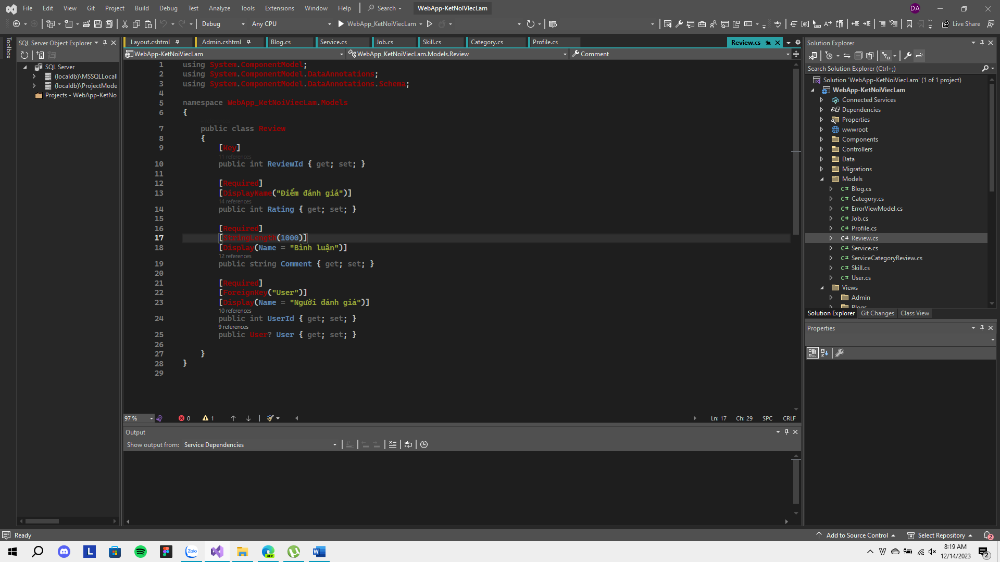 File Edit View Git Project Build Debug Test Analyze Tools Extensions Window Help Search WebApp-KetNoiViecLam DA
Debug Any CPU WebApp_KetNoiViecLam Live Share
Toolbox
SQL Server Object Explorer
SQL Server
(localdb)\MSSQLLocall
(localdb)\ProjectMode
Projects - WebApp-KetNo
_Layout.cshtml _Admin.cshtml Blog.cs Service.cs Job.cs Skill.cs Category.cs Profile.cs Review.cs
WebApp-KetNoiViecLam WebApp_KetNoiViecLam.Models.Review Comment
1 using System.ComponentModel;
2 using System.ComponentModel.DataAnnotations;
3 using System.ComponentModel.DataAnnotations.Schema;
4
5 namespace WebApp_KetNoiViecLam.Models
6 {
7 public class Review
8 {
9 [Key]
11 references
10 public int ReviewId { get; set; }
11
12 [Required]
13 [DisplayName("Điểm đánh giá")]
14 references
14 public int Rating { get; set; }
15
16 [Required]
17 [StringLength(1000)]
18 [Display(Name = "Bình luận")]
12 references
19 public string Comment { get; set; }
20
21 [Required]
22 [ForeignKey("User")]
23 [Display(Name = "Người đánh giá")]
10 references
24 public int UserId { get; set; }
9 references
25 public User? User { get; set; }
26
27 }
28 }
29
97 % 0 1 Ln: 17 Ch: 29 SPC CRLF
Output
Show output from: Service Dependencies
Solution Explorer
Search Solution Explorer (Ctrl+;)
Solution 'WebApp-KetNoiViecLam' (1 of 1 project)
WebApp-KetNoiViecLam
Connected Services
Dependencies
Properties
wwwroot
Components
Controllers
Data
Migrations
Models
C# Blog.cs
C# Category.cs
C# ErrorViewModel.cs
C# Job.cs
C# Profile.cs
C# Review.cs
C# Service.cs
C# ServiceCategoryReview.cs
C# Skill.cs
C# User.cs
Views
Admin
Blogs
Solution Explorer Git Changes Class View
Properties
Ready Add to Source Control Select Repository 2
L Zalo DEV W V 8:19 AM
12/14/2023 2